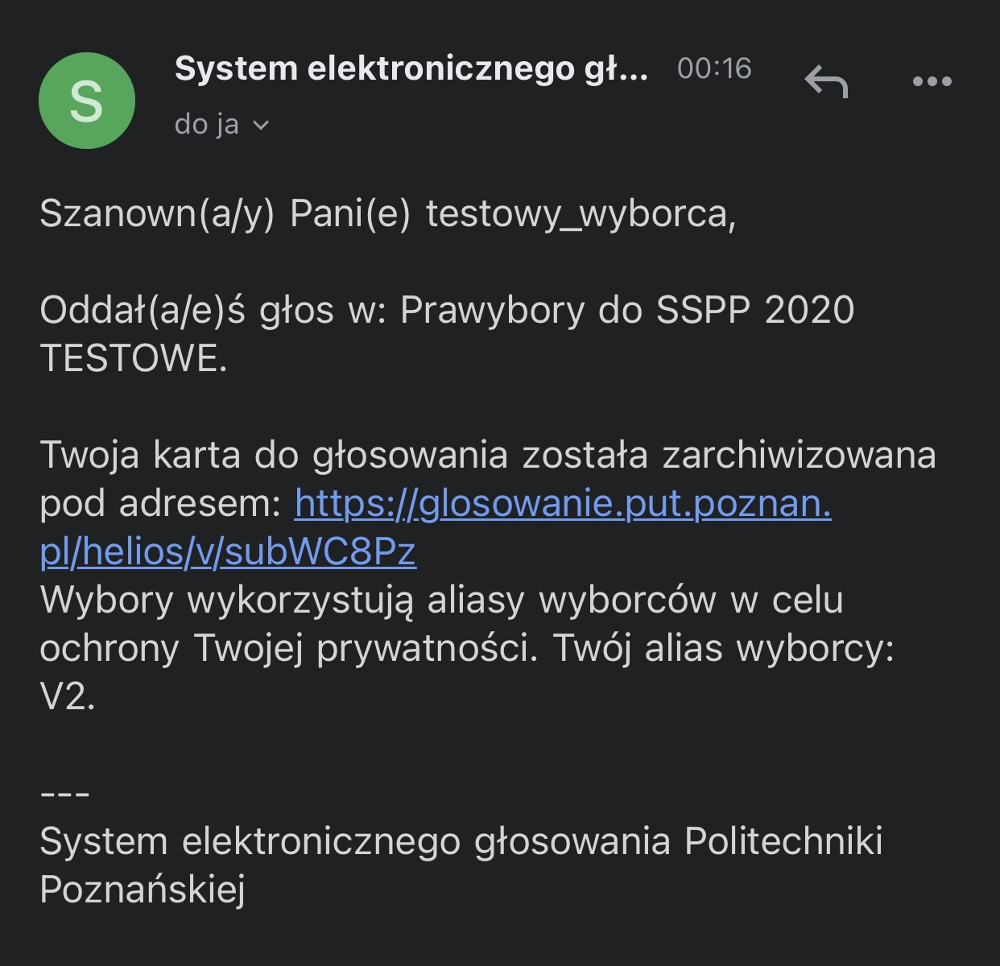 S
System elektronicznego gł... 00:16
do ja
Szanown(a/y) Pani(e) testowy_wyborca,
Oddał(a/e)ś głos w: Prawybory do SSPP 2020
TESTOWE.
Twoja karta do głosowania została zarchiwizowana
pod adresem: https://glosowanie.put.poznan.
pl/helios/v/subWC8Pz
Wybory wykorzystują aliasy wyborców w celu
ochrony Twojej prywatności. Twój alias wyborcy:
V2.
---
System elektronicznego głosowania Politechniki
Poznańskiej